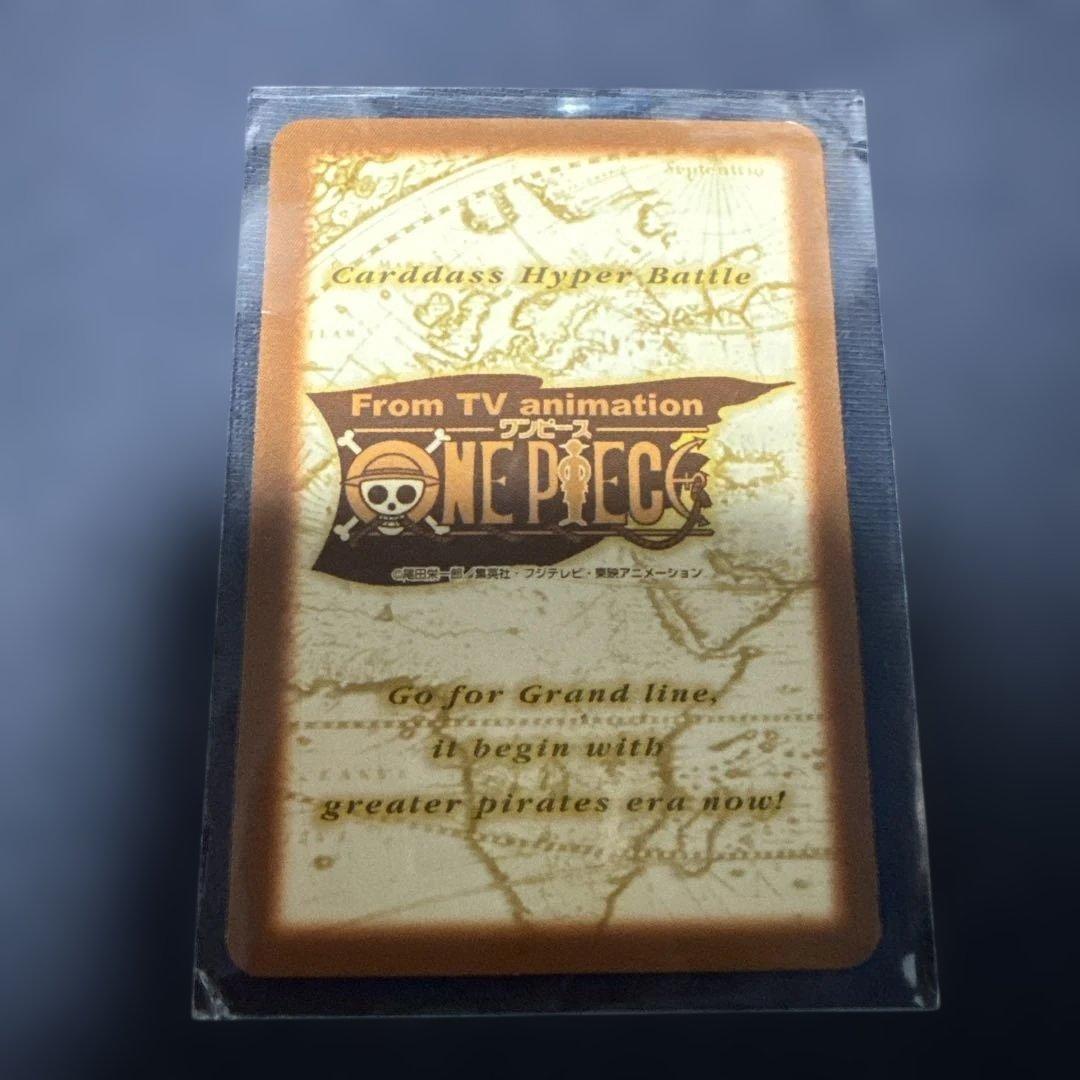 Septentrio
Carddass Hyper Battle
From TV animation
ワンピース
ONE PIECE
©尾田栄一郎/集英社・フジテレビ・東映アニメーション
Go for Grand line,
it begin with
greater pirates era now!